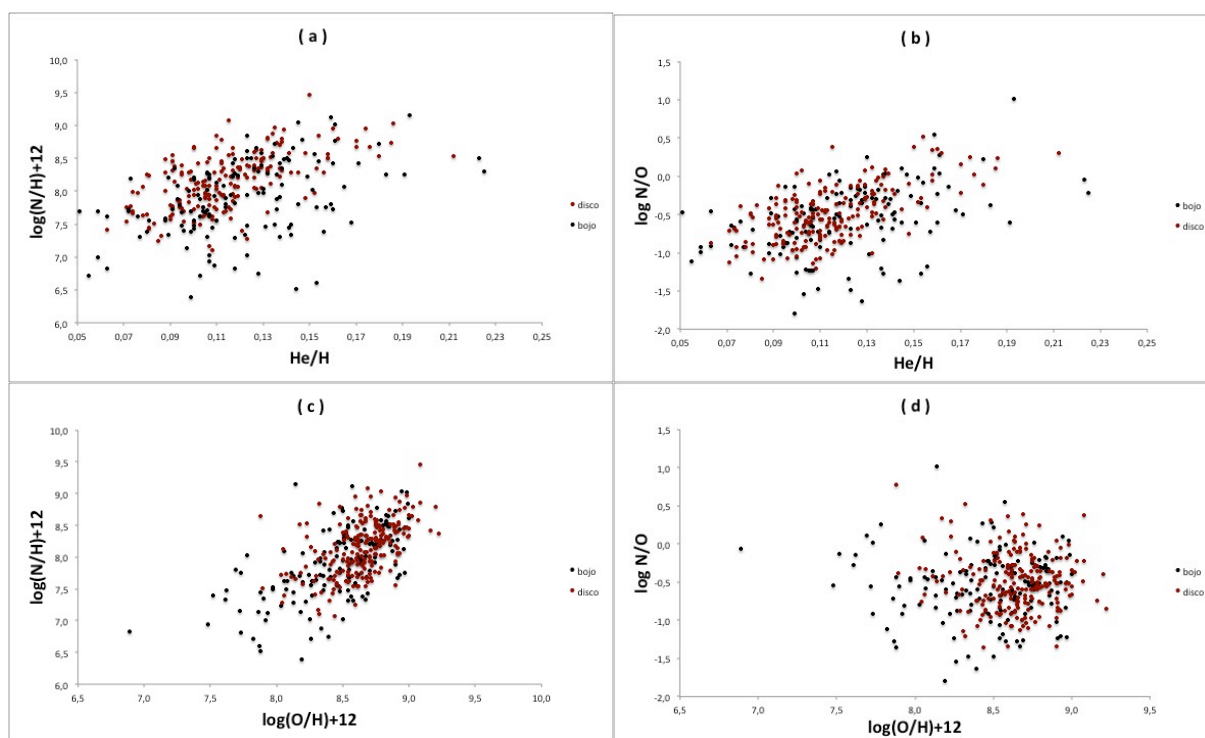 ( a )
10,0
9,5
9,0
8,5
8,0
7,5
7,0
6,5
6,0
log(N/H)+12
0,05 0,07 0,09 0,11 0,13 0,15 0,17 0,19 0,21 0,23 0,25
He/H
disco
bojo
( b )
1,5
1,0
0,5
0,0
-0,5
-1,0
-1,5
-2,0
log N/O
0,05 0,07 0,09 0,11 0,13 0,15 0,17 0,19 0,21 0,23 0,25
He/H
bojo
disco
( c )
10,0
9,5
9,0
8,5
8,0
7,5
7,0
6,5
6,0
log(N/H)+12
6,5 7,0 7,5 8,0 8,5 9,0 9,5 10,0
log(O/H)+12
bojo
disco
( d )
1,5
1,0
0,5
0,0
-0,5
-1,0
-1,5
-2,0
log N/O
6,5 7,0 7,5 8,0 8,5 9,0 9,5
log(O/H)+12
bojo
disco